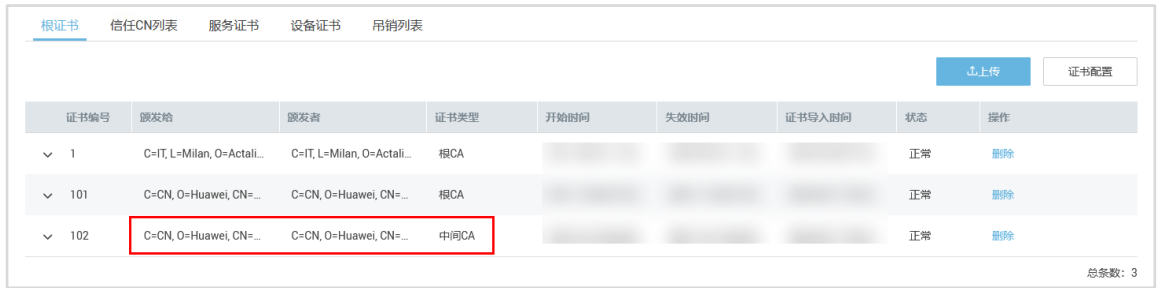 根证书 信任CN列表 服务证书 设备证书 吊销列表
上传 证书配置
证书编号 颁发给 颁发者 证书类型 开始时间 失效时间 证书导入时间 状态 操作
1 C=IT, L=Milan, O=Actali... C=IT, L=Milan, O=Actali... 根CA 正常 删除
101 C=CN, O=Huawei, CN=... C=CN, O=Huawei, CN=... 根CA 正常 删除
102 C=CN, O=Huawei, CN=... C=CN, O=Huawei, CN=... 中间CA 正常 删除
总条数: 3